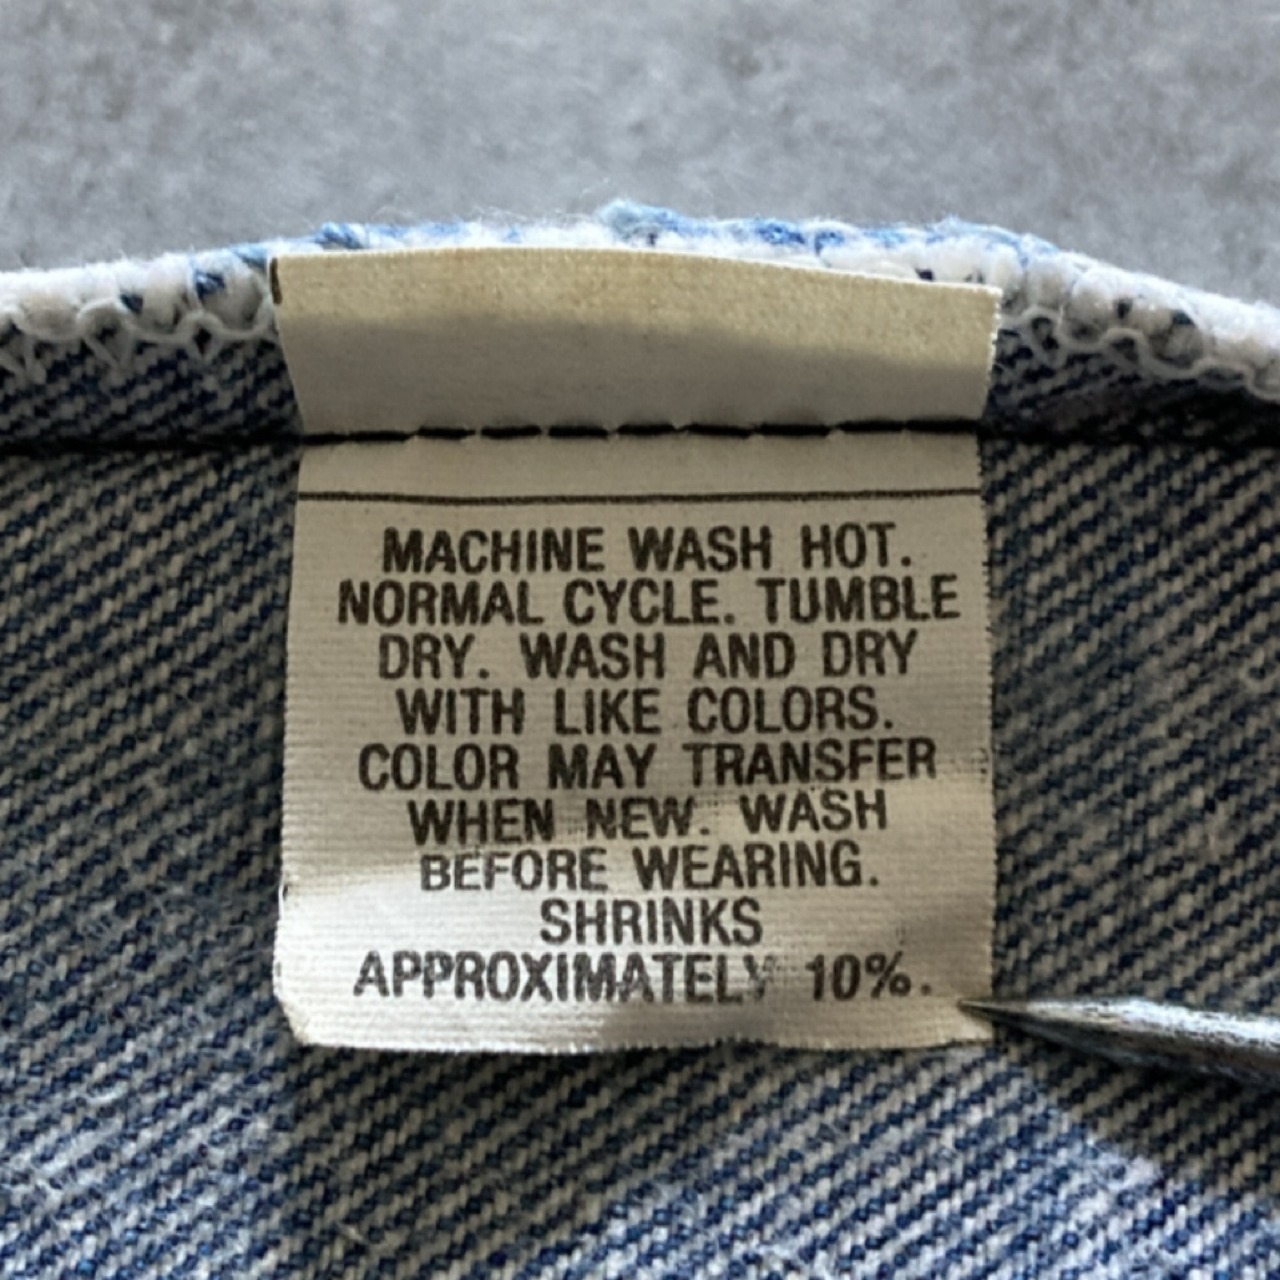 MACHINE WASH HOT.
NORMAL CYCLE. TUMBLE
DRY. WASH AND DRY
WITH LIKE COLORS.
COLOR MAY TRANSFER
WHEN NEW. WASH
BEFORE WEARING.
SHRINKS
APPROXIMATELY 10%.